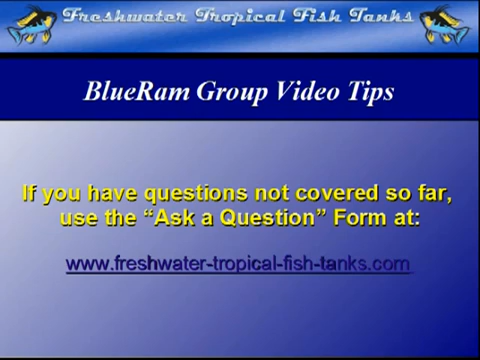 Freshwater Tropical Fish Tanks
BlueRam Group Video Tips
If you have questions not covered so far,
use the “Ask a Question” Form at:
www.freshwater-tropical-fish-tanks.com